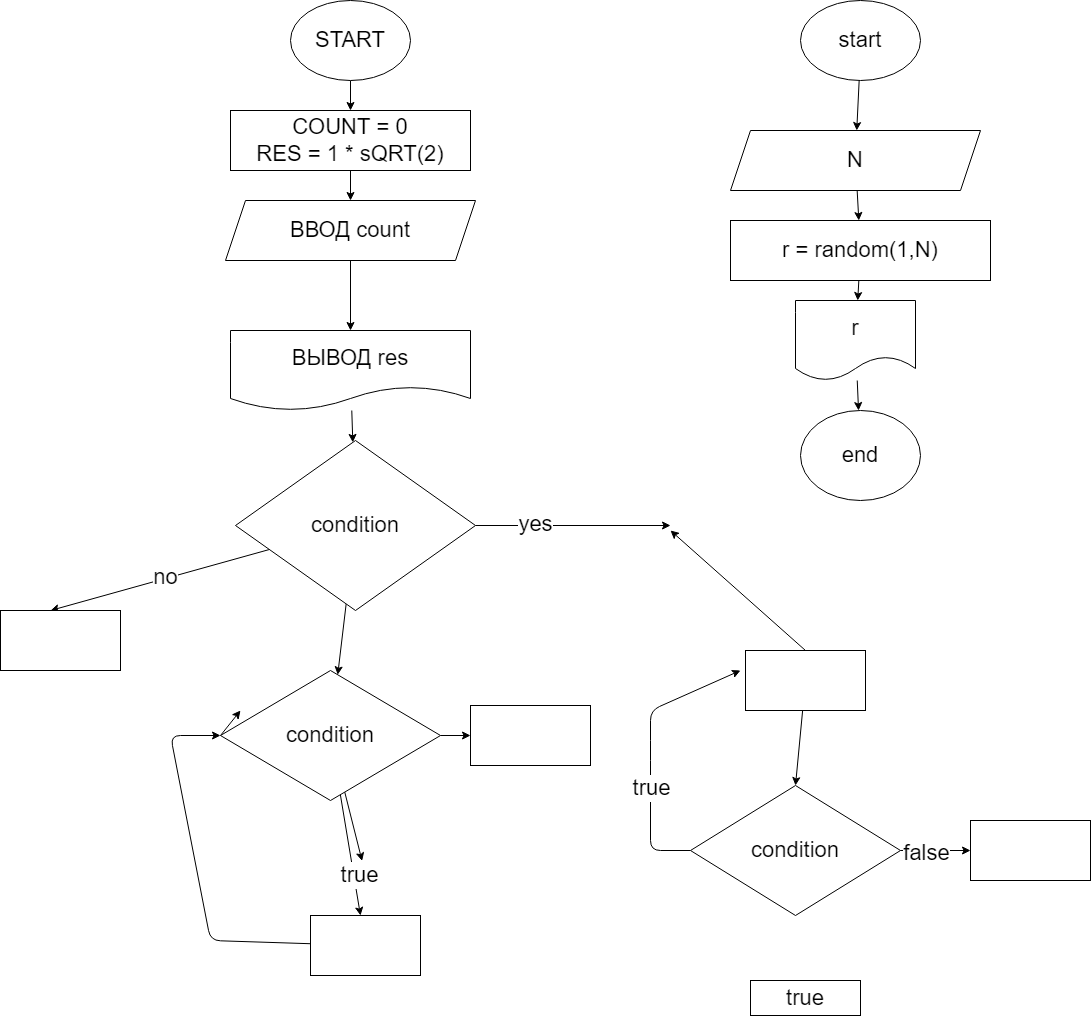 START
COUNT = 0
RES = 1 * sQRT(2)
ВВОД count
ВЫВОД res
condition
yes
no
condition
true
start
N
r = random(1,N)
r
end
true
condition
false
true